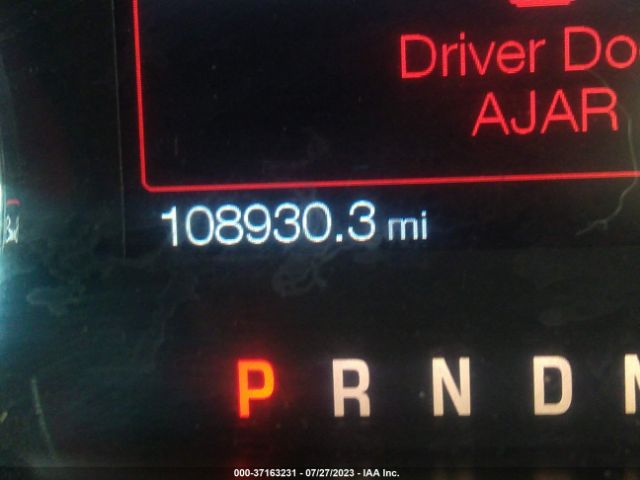 Driver Do
AJAR
108930.3 mi
P R N D M
000-37163231 - 07/27/2023 - IAA Inc.